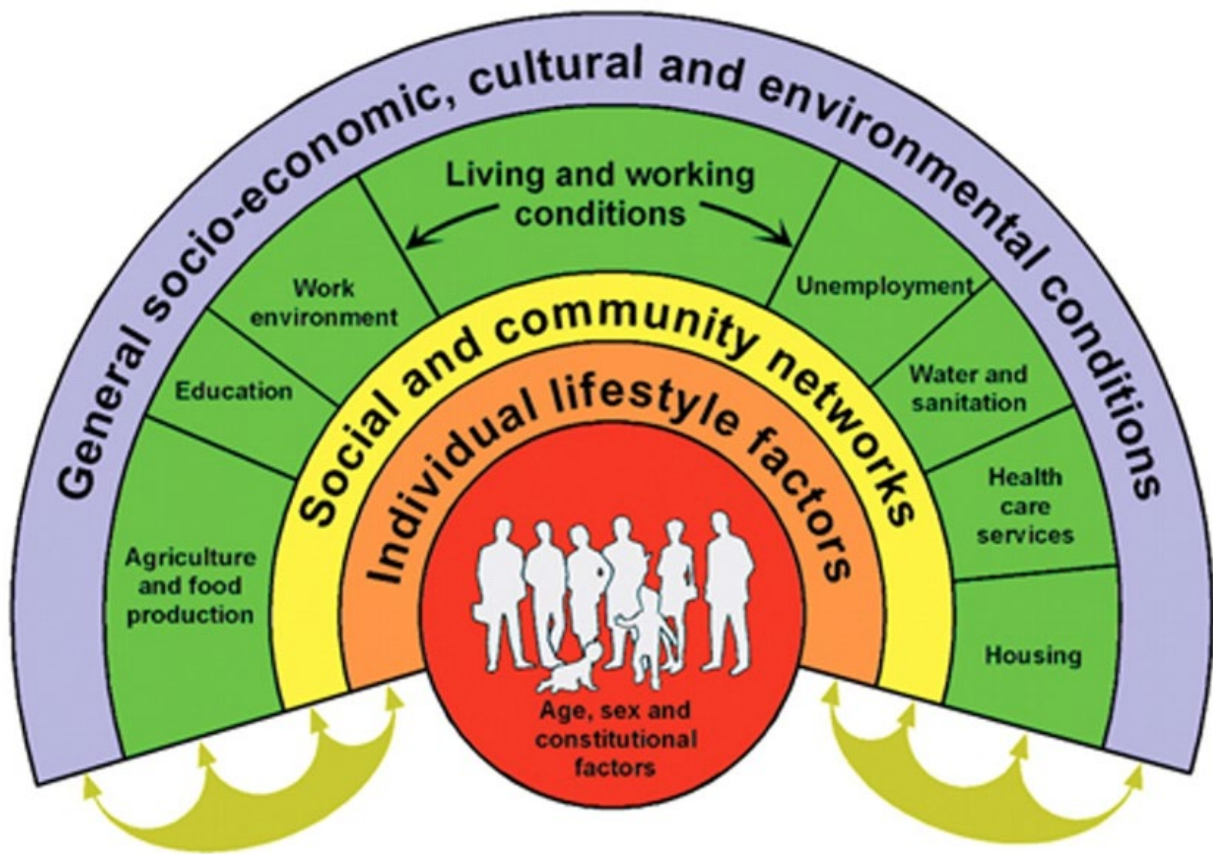 General socio-economic, cultural and environmental conditions
Living and working
conditions
Work
environment
Education
Agriculture
and food
production
Unemployment
Water and
sanitation
Health
care
services
Housing
Social and community networks
Individual lifestyle factors
Age, sex and
constitutional
factors